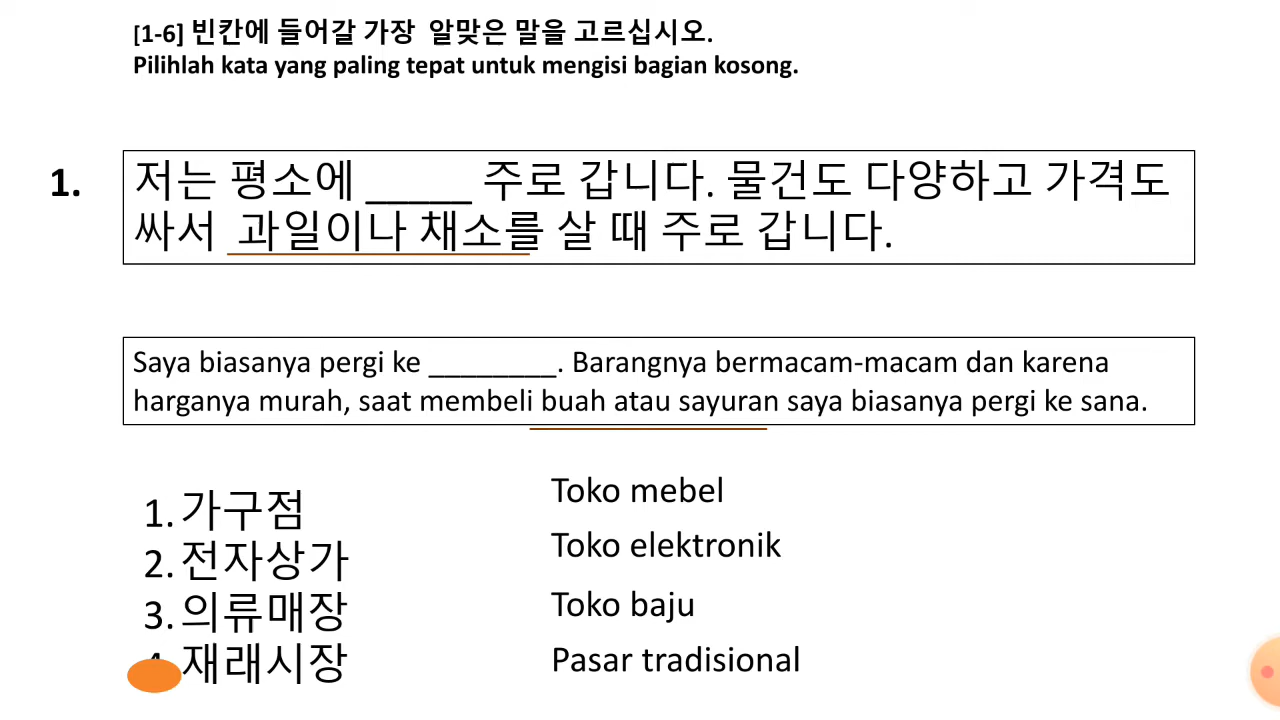 [1-6] 빈칸에 들어갈 가장 알맞은 말을 고르십시오.
Pilihlah kata yang paling tepat untuk mengisi bagian kosong.
1.
저는 평소에 _____ 주로 갑니다. 물건도 다양하고 가격도
싸서 과일이나 채소를 살 때 주로 갑니다.
Saya biasanya pergi ke ________. Barangnya bermacam-macam dan karena
harganya murah, saat membeli buah atau sayuran saya biasanya pergi ke sana.
1. 가구점 Toko mebel
2. 전자상가 Toko elektronik
3. 의류매장 Toko baju
재래시장 Pasar tradisional